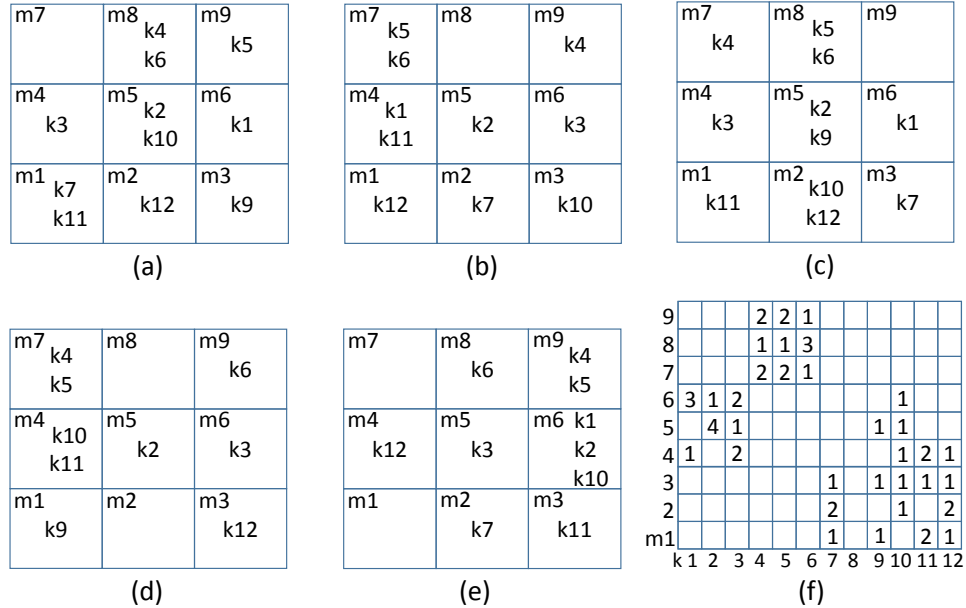 m7 m8 m9
k4 k5
k6
m4 m5 m6
k3 k2 k1
k10
m1 m2 m3
k7 k12 k9
k11
(a)
m7 m8 m9
k5 k4
k6
m4 m5 m6
k1 k2 k3
k11
m1 m2 m3
k12 k7 k10
(b)
m7 m8 m9
k4 k5
k6
m4 m5 m6
k3 k2 k1
k9
m1 m2 m3
k11 k10 k7
k12
(c)
m7 m8 m9
k4 k6
k5
m4 m5 m6
k10 k2 k3
k11
m1 m2 m3
k9 k12
(d)
m7 m8 m9
k6 k4
k5
m4 m5 m6 k1
k12 k3 k2
k10
m1 m2 m3
k7 k11
(e)
9 2 2 1
8 1 1 3
7 2 2 1
6 3 1 2 1
5 4 1 1 1
4 1 2 1 2 1
3 1 1 1 1 1
2 2 1 2
m1 1 1 2 1
k 1 2 3 4 5 6 7 8 9 10 11 12
(f)